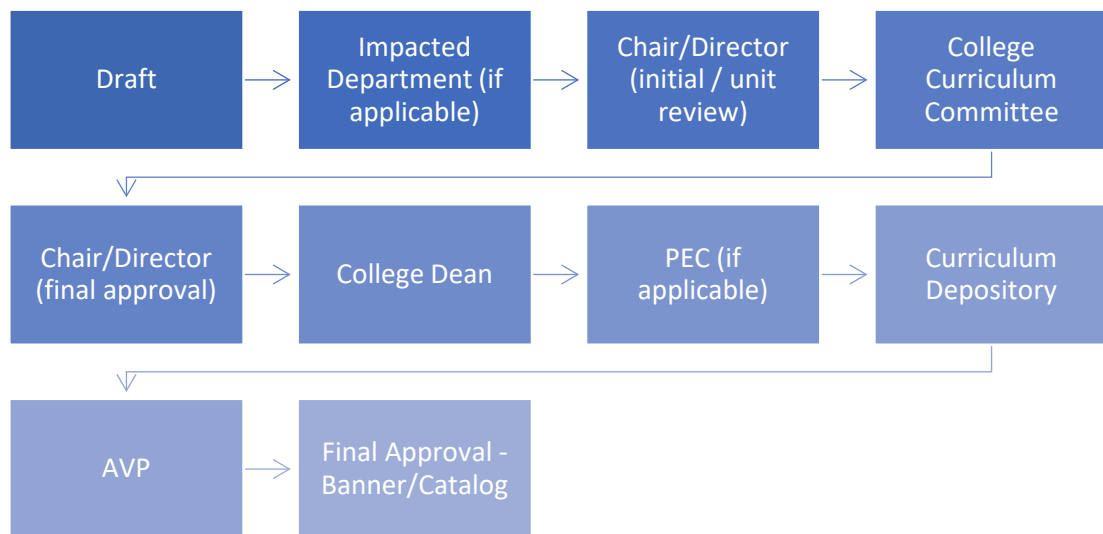 Draft
Impacted
Department (if
applicable)
Chair/Director
(initial / unit
review)
College
Curriculum
Committee
Chair/Director
(final approval)
College Dean
PEC (if
applicable)
Curriculum
Depository
AVP
Final Approval -
Banner/Catalog